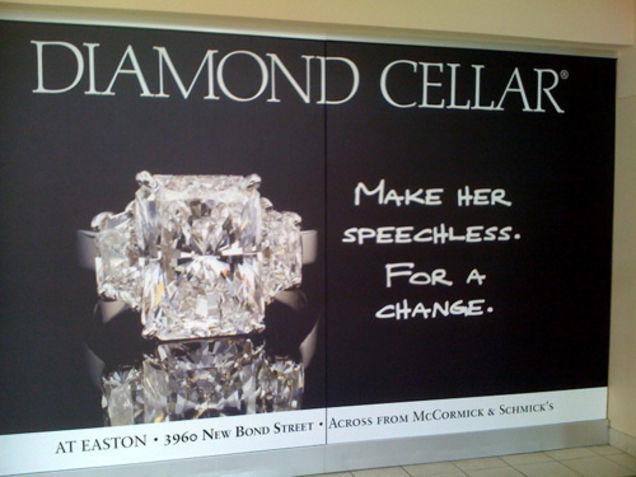 DIAMOND CELLAR®
MAKE HER
SPEECHLESS.
FOR A
CHANGE.
AT EASTON • 3960 NEW BOND STREET • ACROSS FROM MCCORMICK & SCHMICK'S